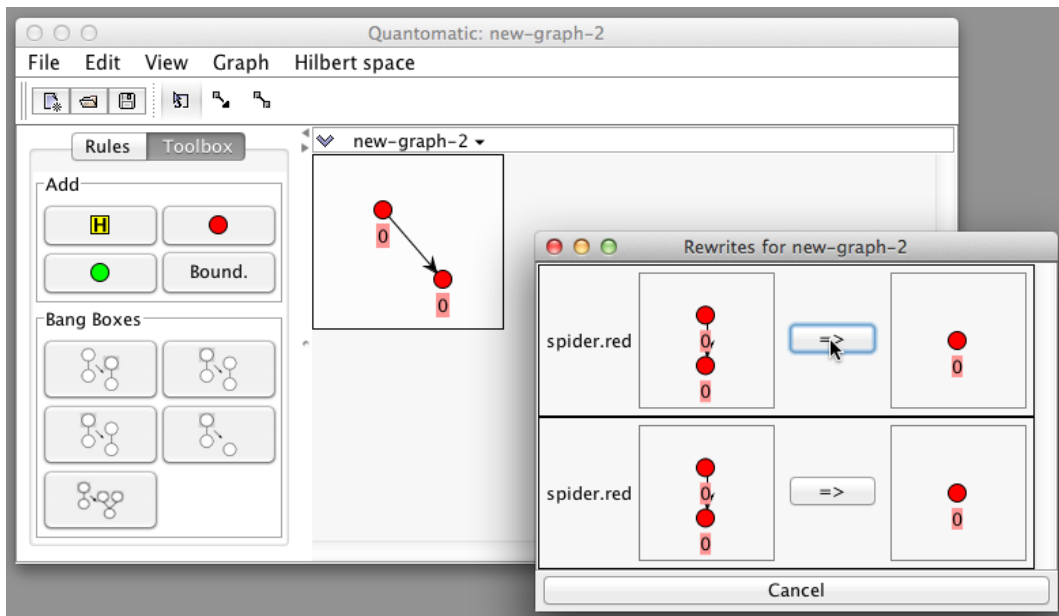 Quantomatic: new-graph-2
File Edit View Graph Hilbert space
Rules Toolbox
new-graph-2
Add
H
Bound.
Bang Boxes
0
0
Rewrites for new-graph-2
spider.red
0
0
=>
0
spider.red
0
0
=>
0
Cancel